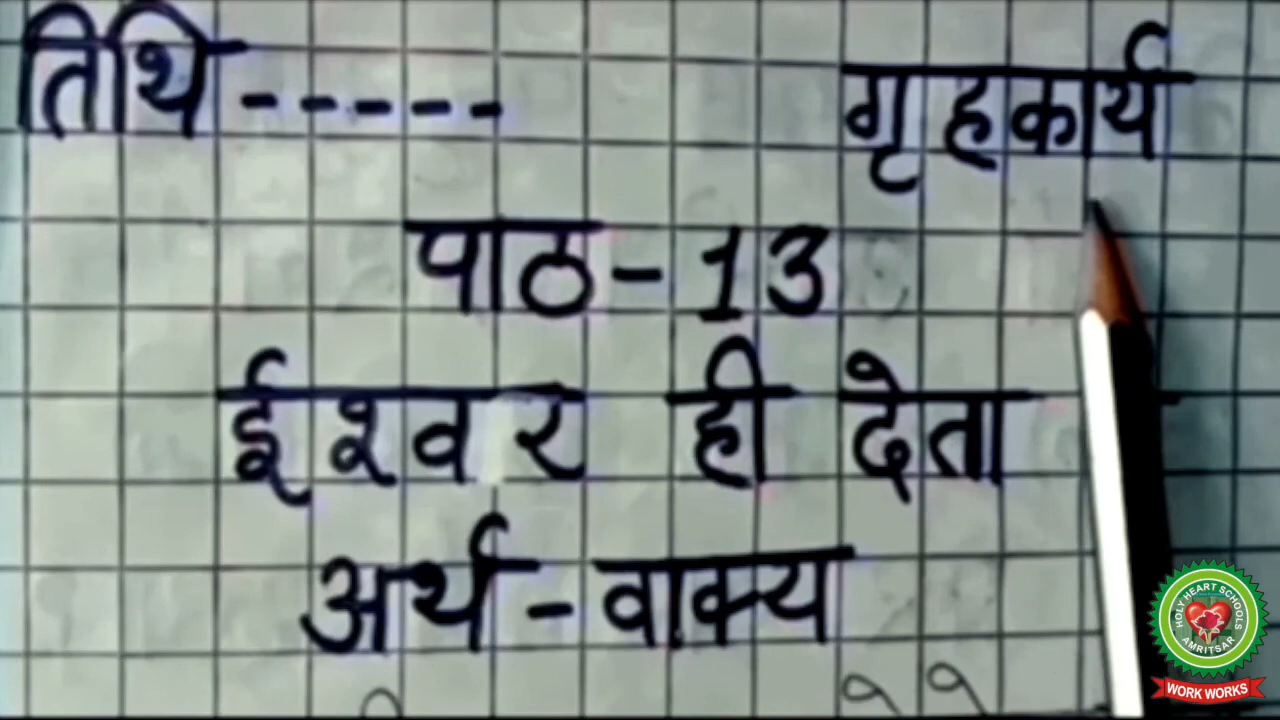 तिथि-----
गृहकार्य
पाठ-13
ईश्वर ही देता
अर्थ-वाक्य
HOLY HEART SCHOOLS
AMRITSAR
WORK WORKS